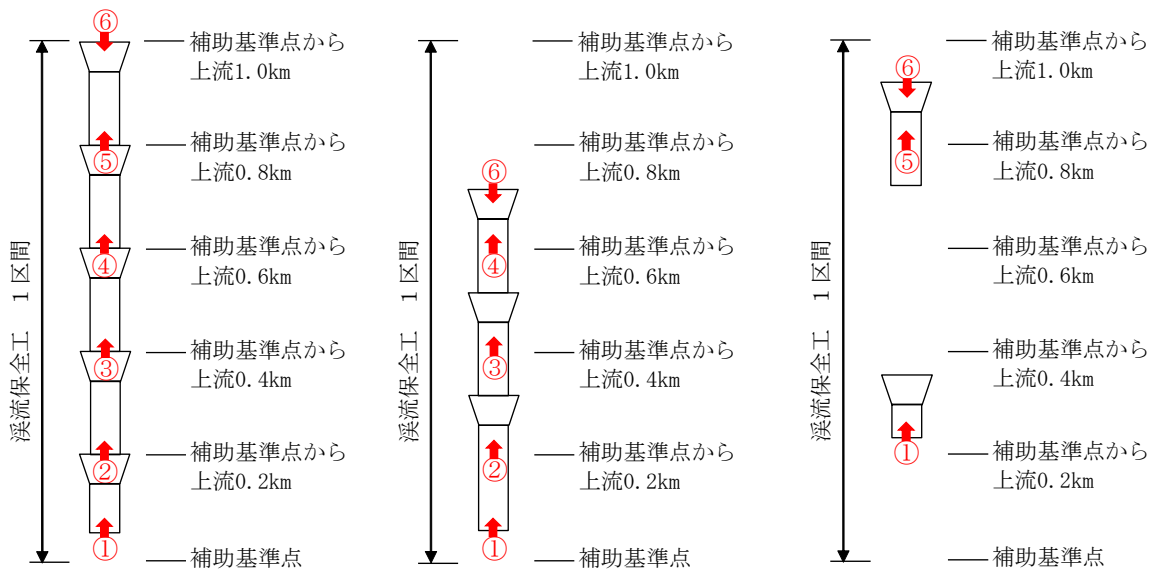 ⑥
補助基準点から
上流1.0km
⑤
補助基準点から
上流0.8km
④
補助基準点から
上流0.6km
③
補助基準点から
上流0.4km
②
補助基準点から
上流0.2km
①
補助基準点
渓流保全工 1区間
補助基準点から
上流1.0km
⑥
補助基準点から
上流0.8km
④
補助基準点から
上流0.6km
③
補助基準点から
上流0.4km
②
補助基準点から
上流0.2km
①
補助基準点
渓流保全工 1区間
補助基準点から
上流1.0km
⑥
⑤
補助基準点から
上流0.8km
補助基準点から
上流0.6km
補助基準点から
上流0.4km
①
補助基準点から
上流0.2km
補助基準点
渓流保全工 1区間